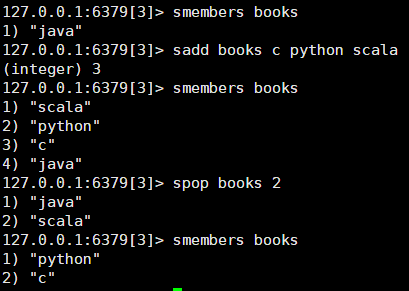 127.0.0.1:6379[3]> smembers books
1) "java"
127.0.0.1:6379[3]> sadd books c python scala
(integer) 3
127.0.0.1:6379[3]> smembers books
1) "scala"
2) "python"
3) "c"
4) "java"
127.0.0.1:6379[3]> spop books 2
1) "java"
2) "scala"
127.0.0.1:6379[3]> smembers books
1) "python"
2) "c"